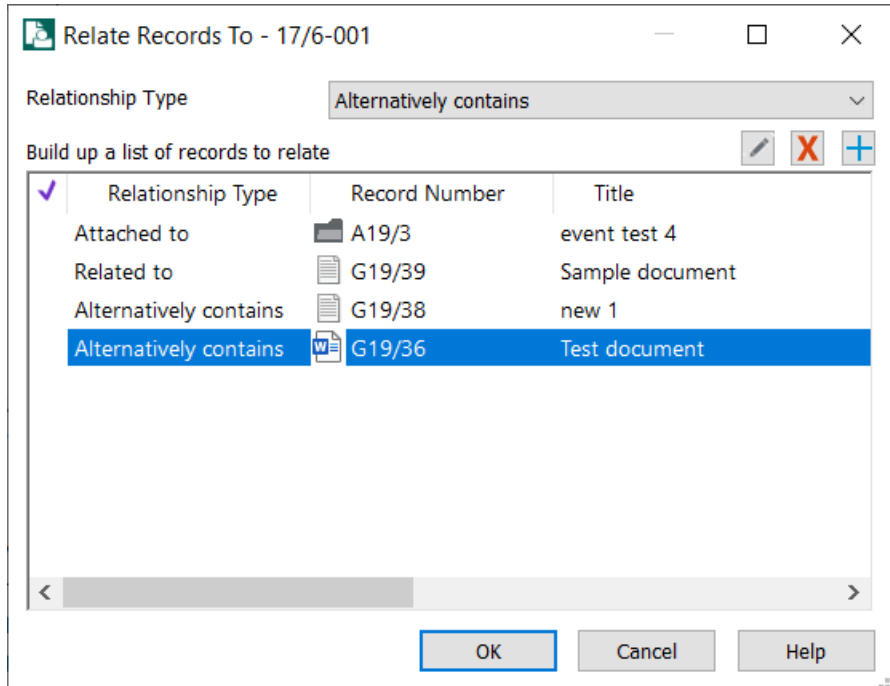 Relate Records To - 17/6-001
Relationship Type Alternatively contains
Build up a list of records to relate
Relationship Type Record Number Title
Attached to A19/3 event test 4
Related to G19/39 Sample document
Alternatively contains G19/38 new 1
Alternatively contains G19/36 Test document
OK Cancel Help